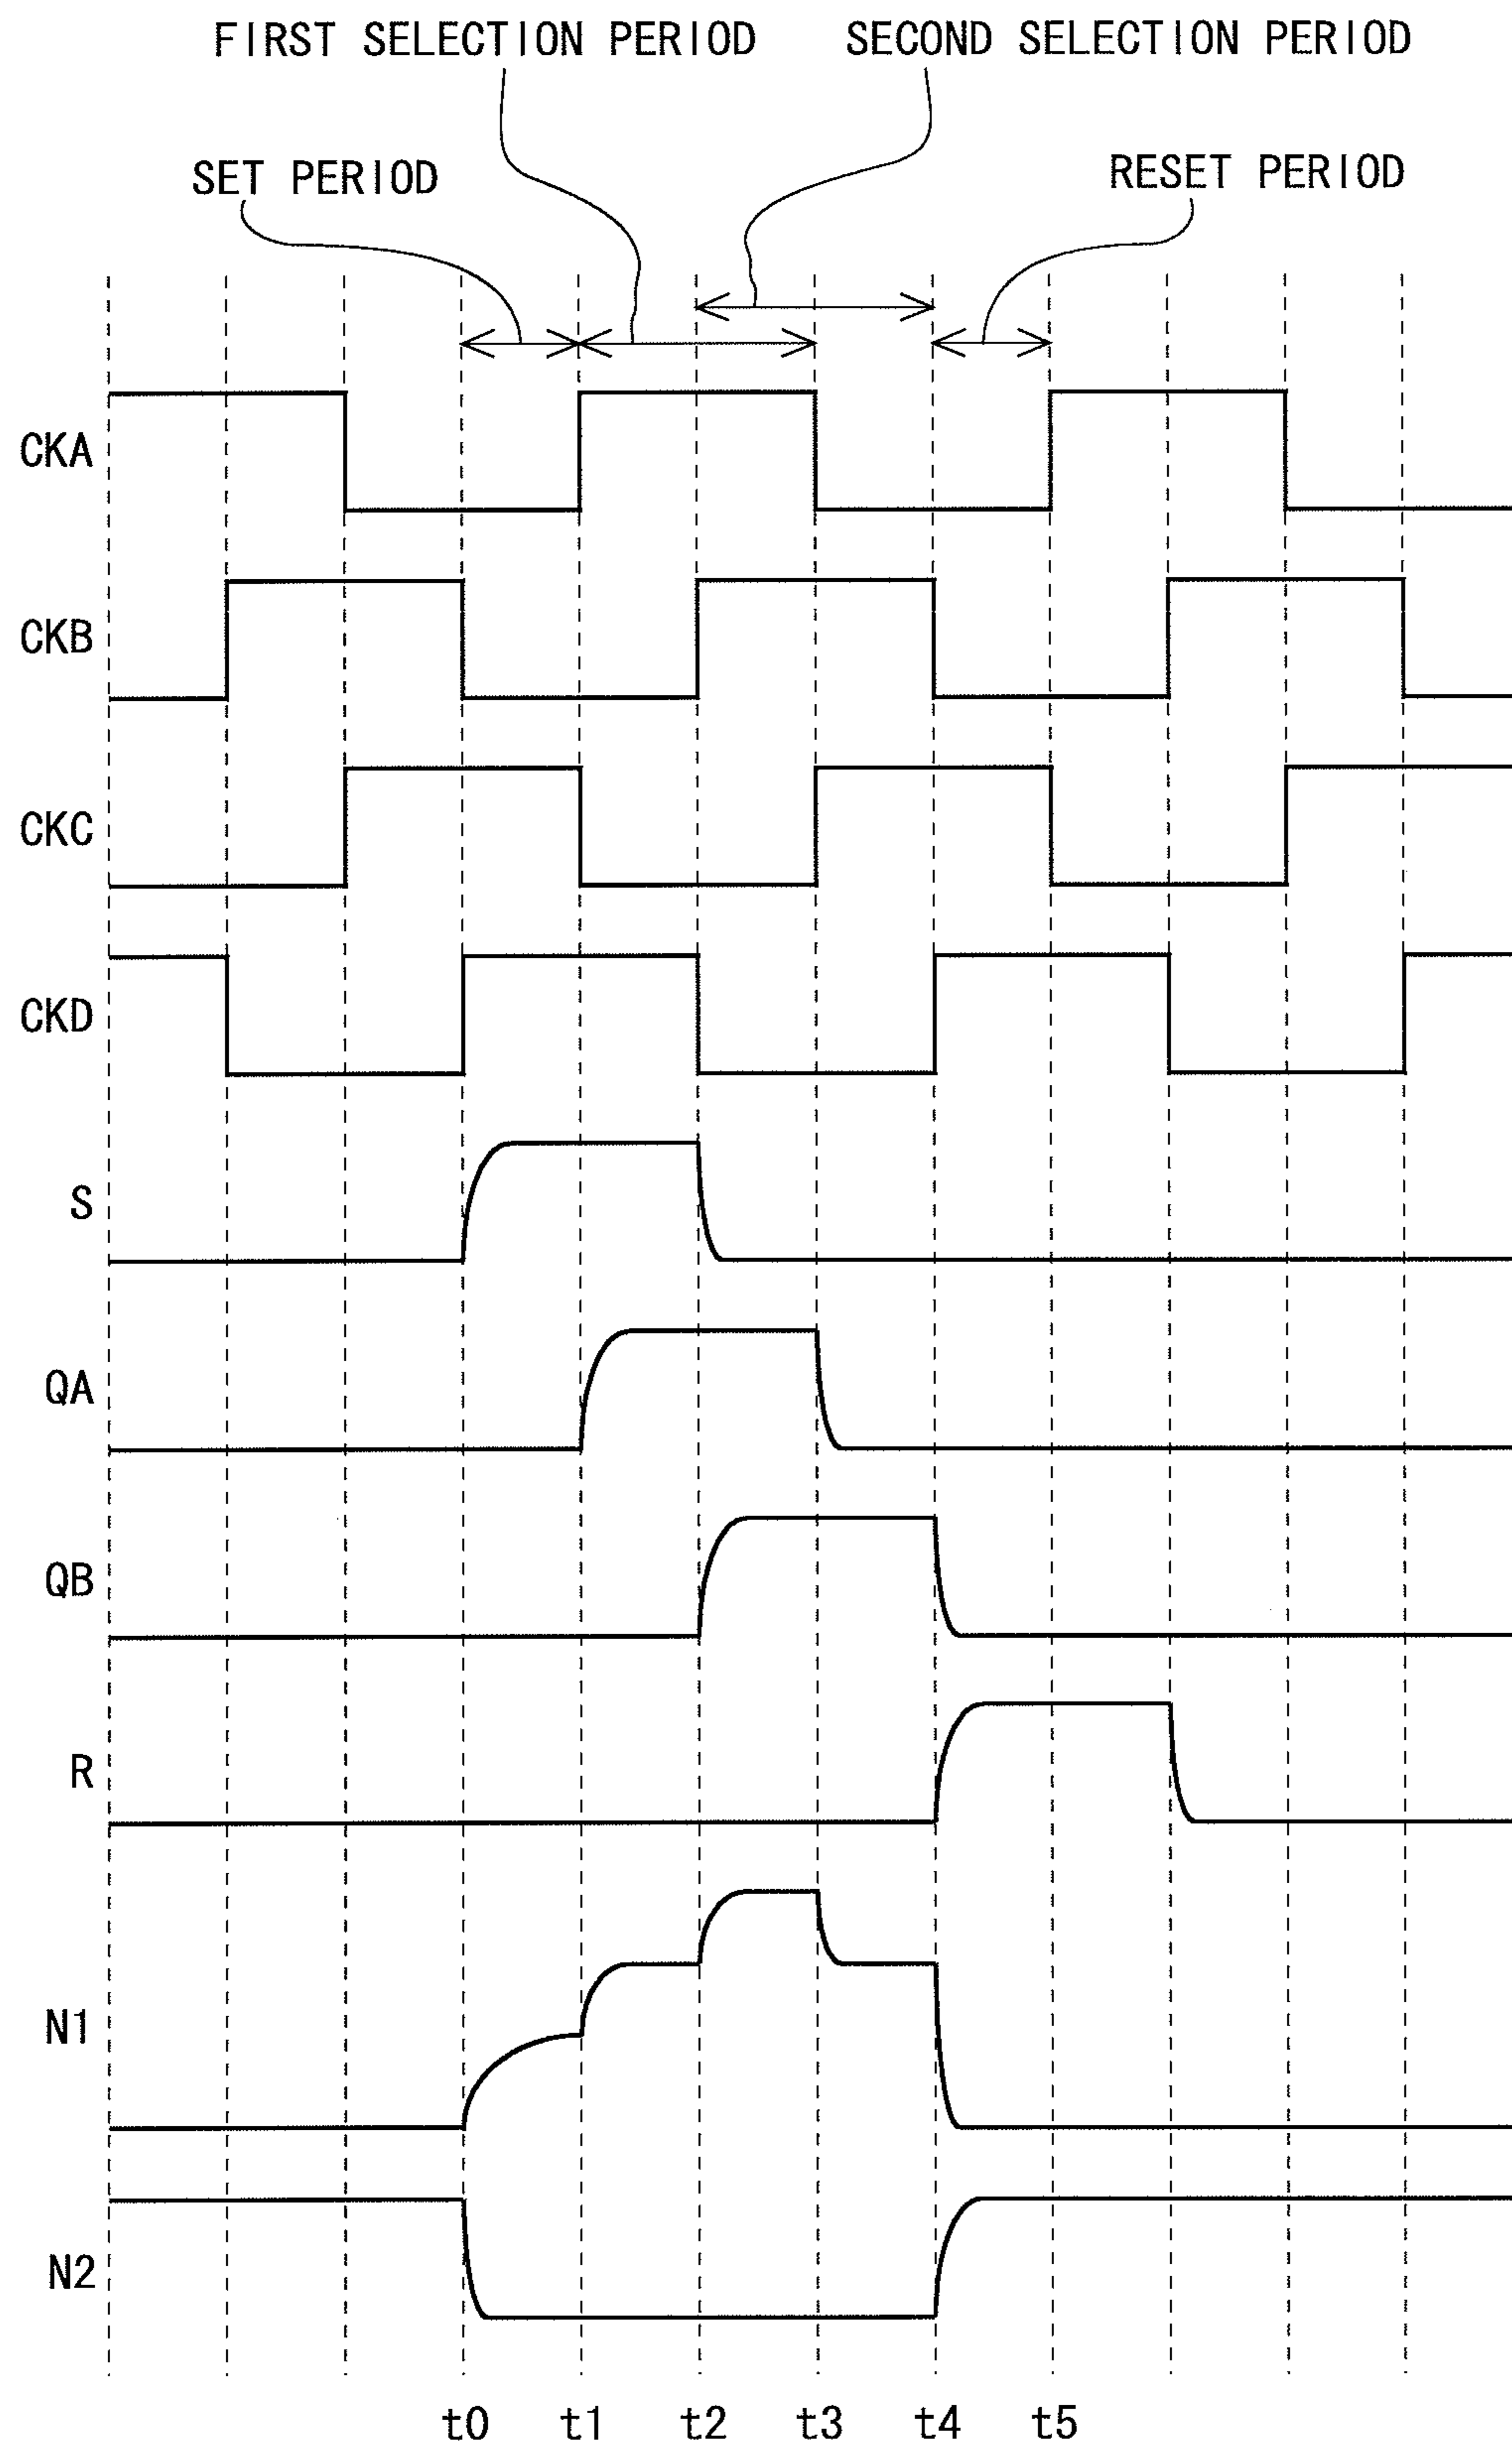 FIRST SELECTION PERIOD
SECOND SELECTION PERIOD
SET PERIOD
RESET PERIOD
CKA
CKB
CKC
CKD
S
QA
QB
R
N1
N2
t0 t1 t2 t3 t4 t5